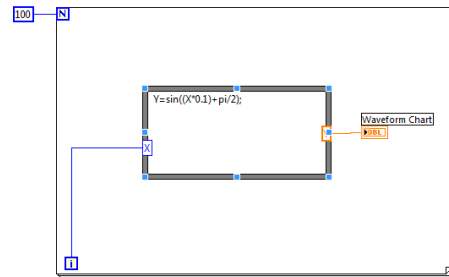 100
N
Y=sin((X*0.1)+pi/2);
Waveform Chart
X
DBL
i